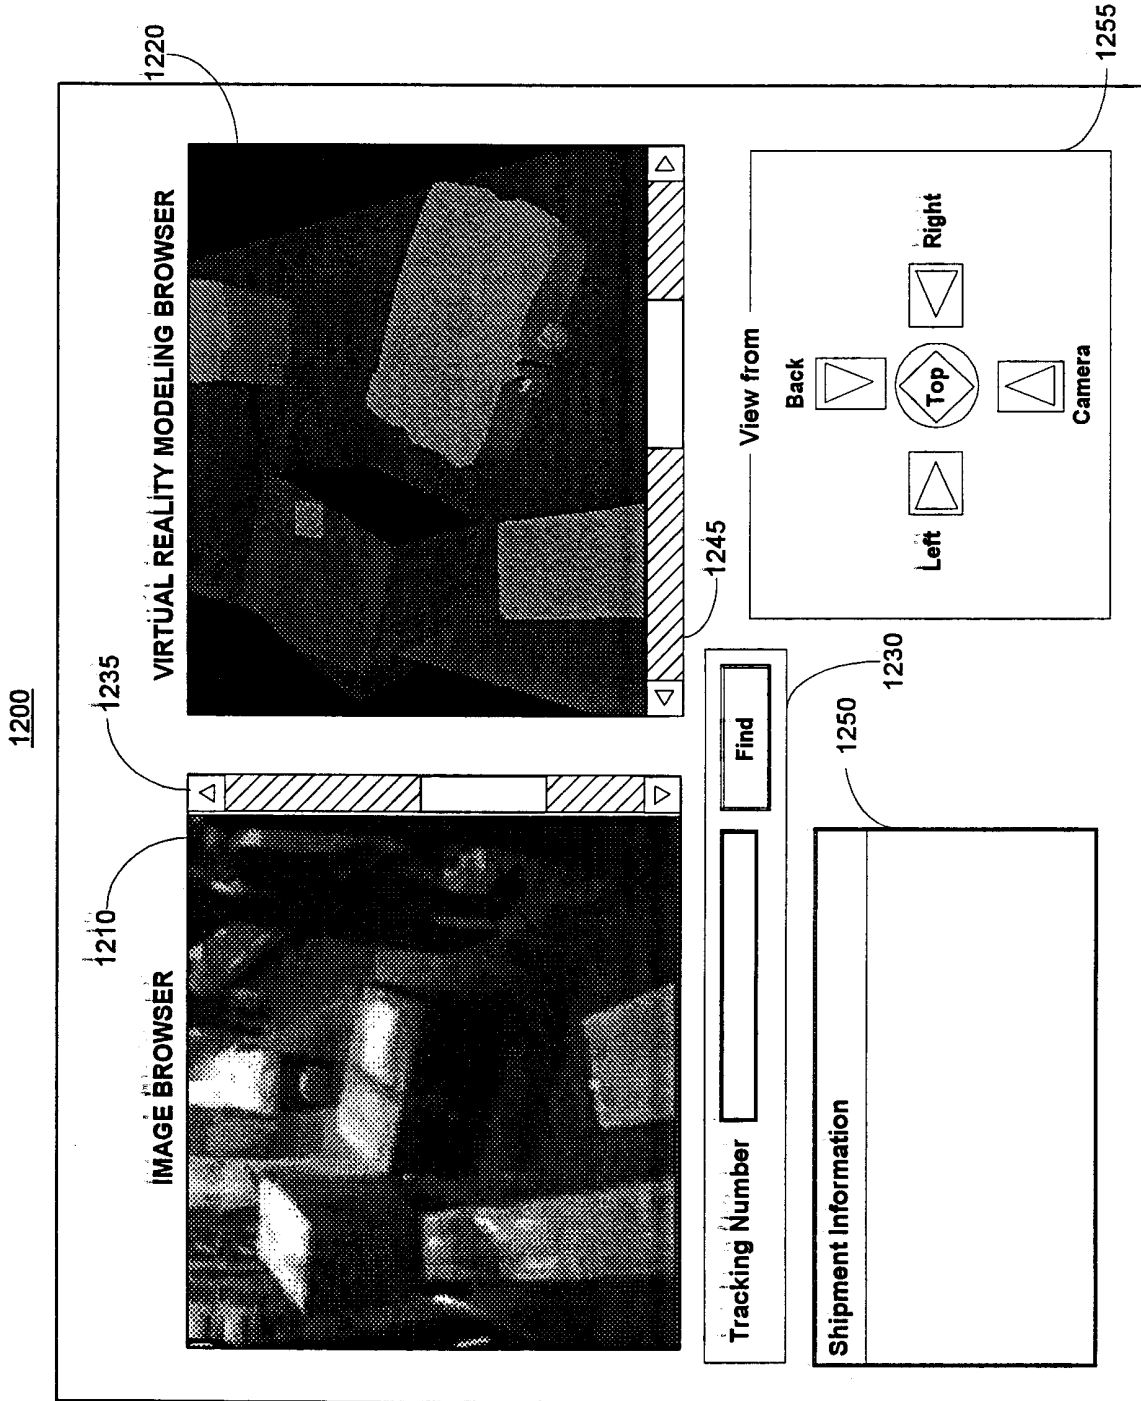 1200
IMAGE BROWSER
1210
1235
VIRTUAL REALITY MODELING BROWSER
1220
Tracking Number
Find
1230
1245
Shipment Information
1250
View from
Back
Left
Top
Right
Camera
1255